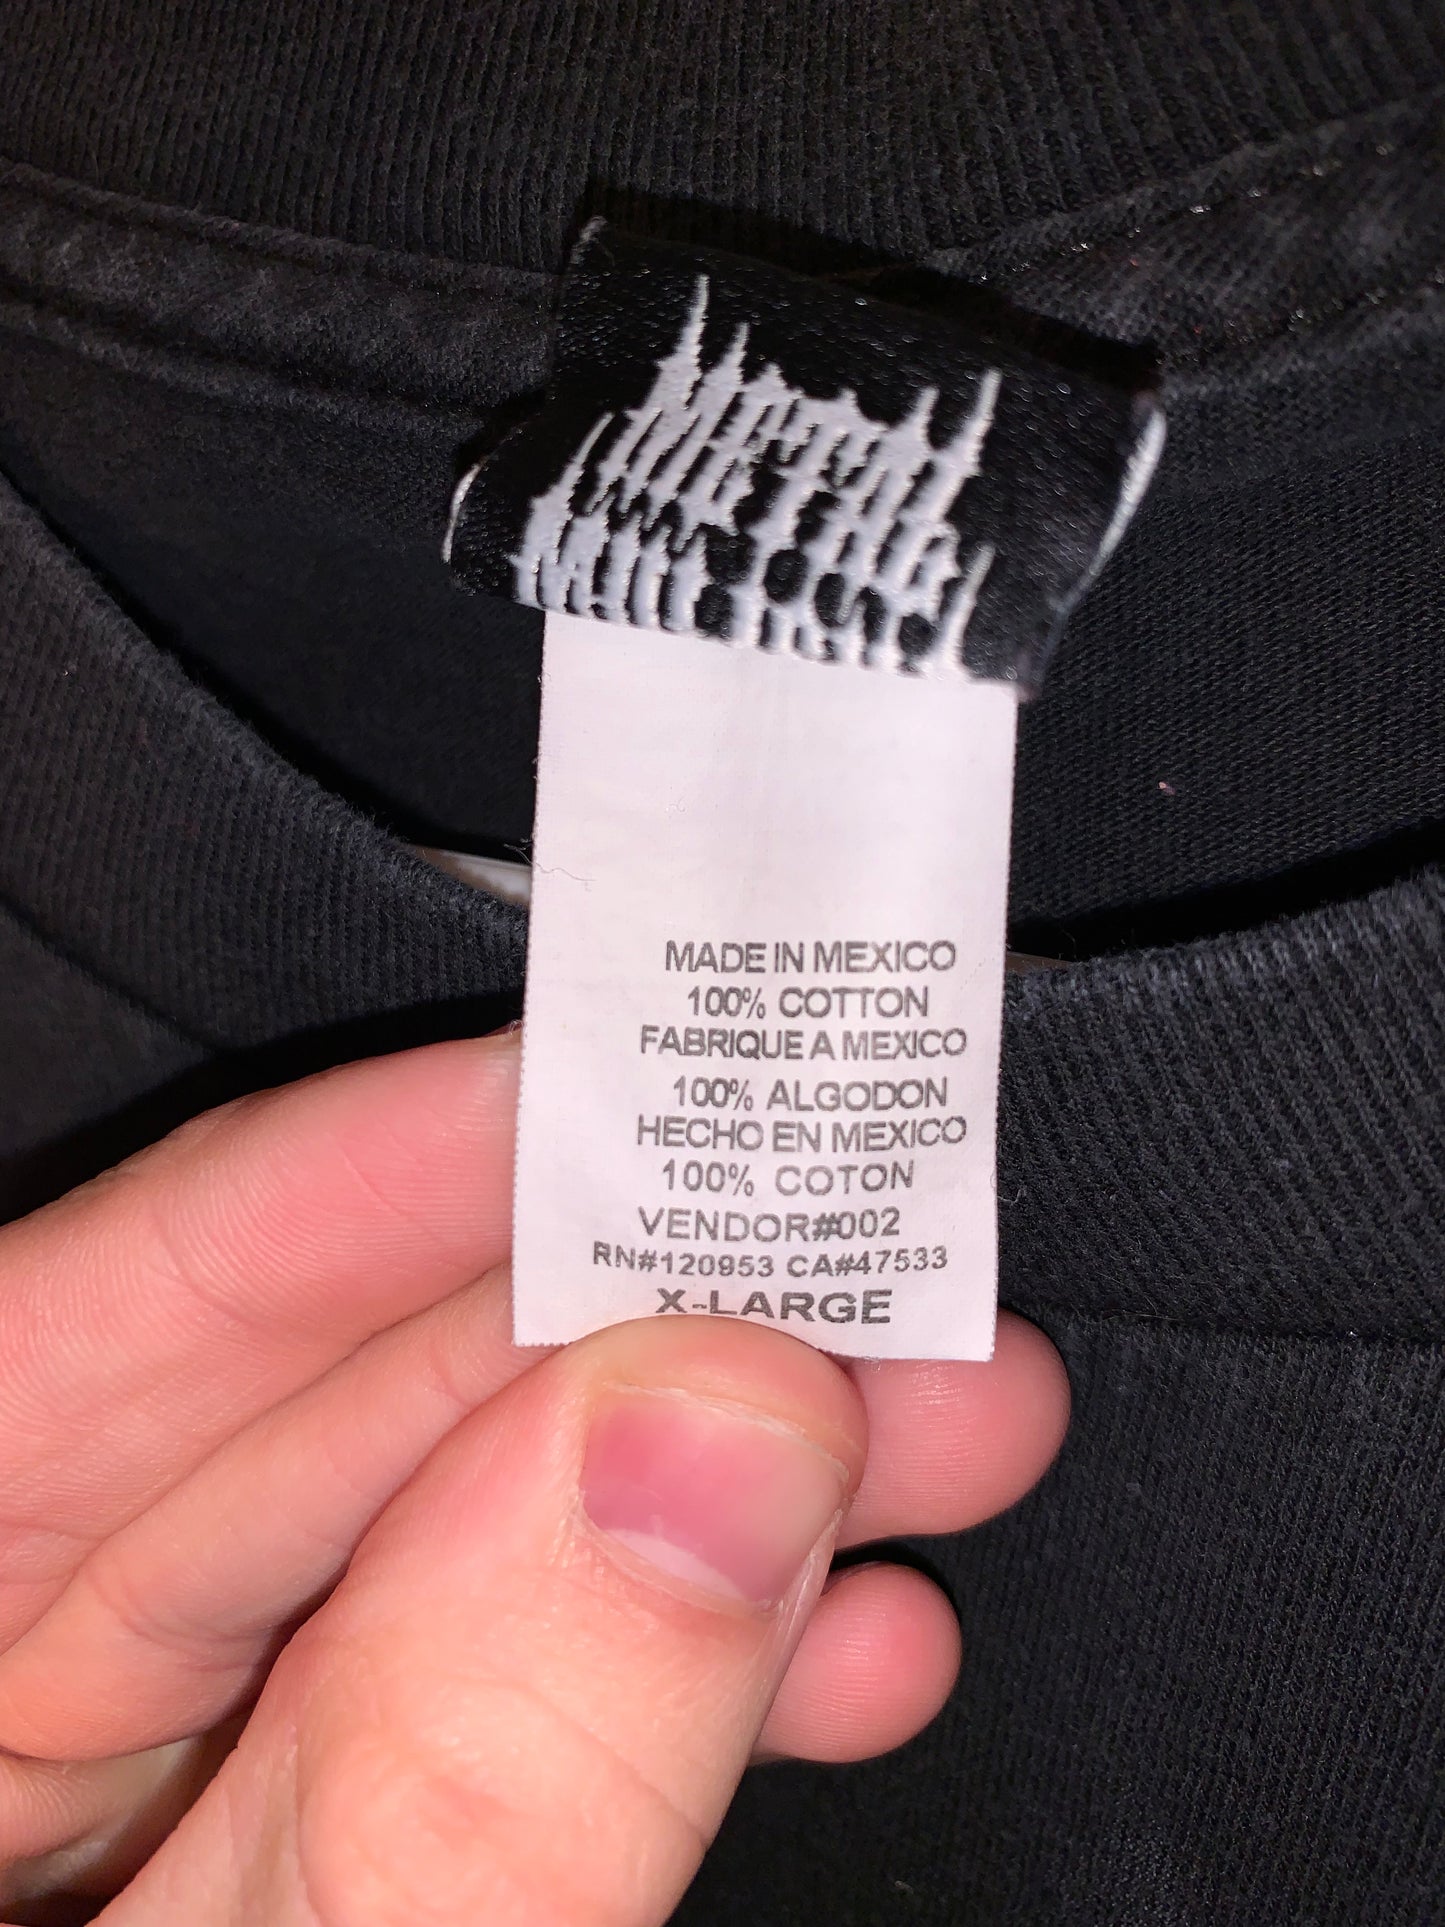 METAL
MULISHA
MADE IN MEXICO
100% COTTON
FABRIQUE A MEXICO
100% ALGODON
HECHO EN MEXICO
100% COTON
VENDOR#002
RN#120953 CA#47533
X-LARGE